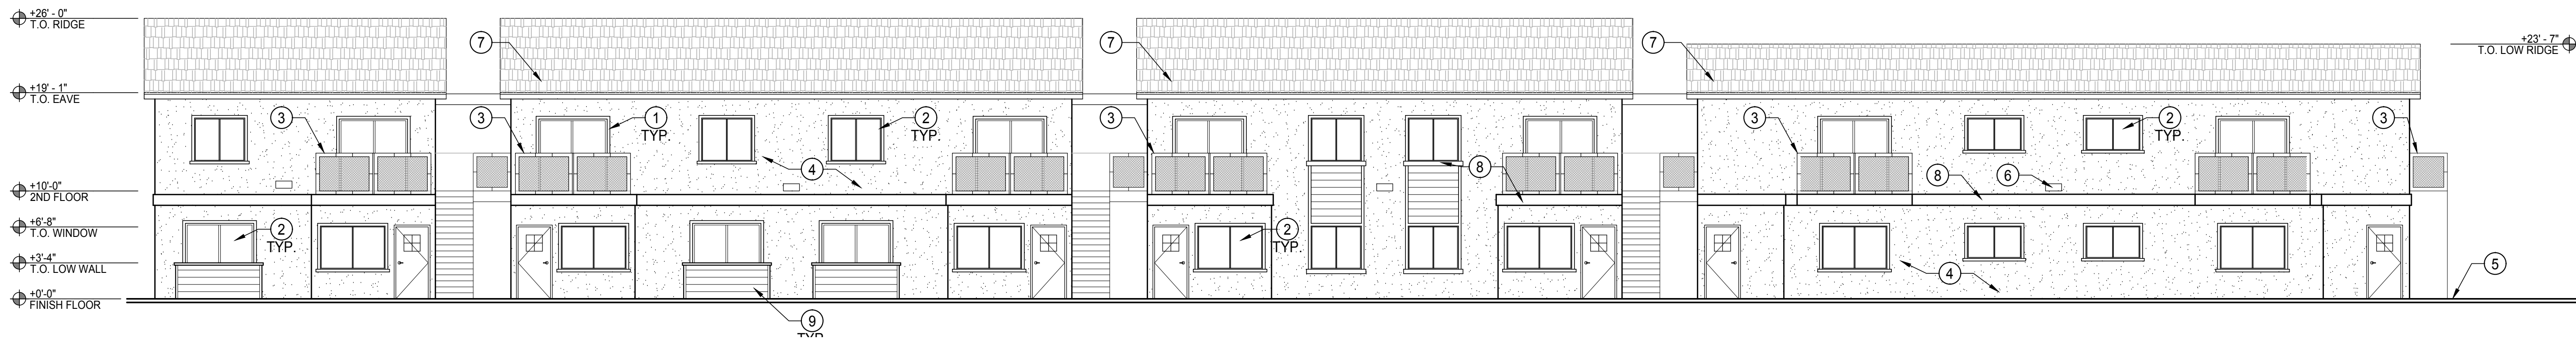 +26' - 0"
T.O. RIDGE
7
7
7
+23' - 7"
T.O. LOW RIDGE
+19' - 1"
T.O. EAVE
3
3
1
TYP.
2
TYP.
3
3
2
TYP.
3
4
8
8
6
+10'-0"
2ND FLOOR
+6'-8"
T.O. WINDOW
2
TYP.
2
TYP.
+3'-4"
T.O. LOW WALL
4
5
+0'-0"
FINISH FLOOR
9
TYP.